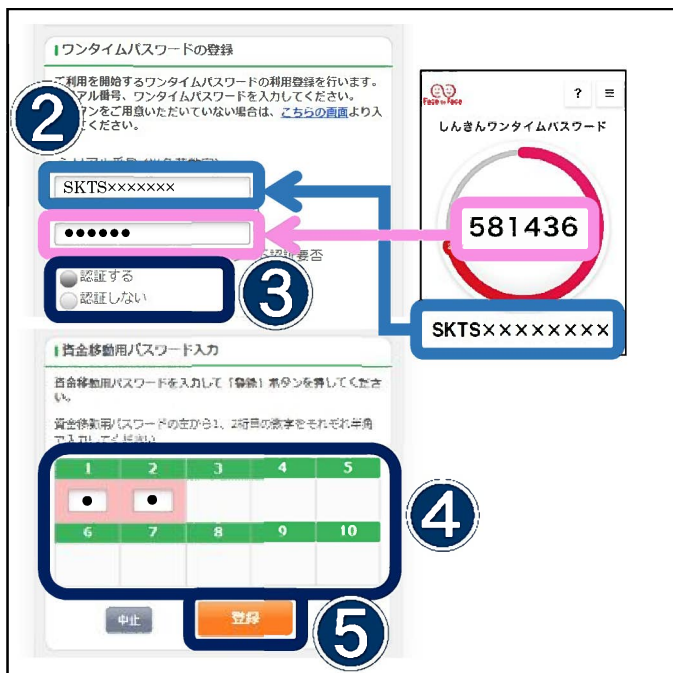 ワンタイムパスワードの登録
ご利用を開始するワンタイムパスワードの利用登録を行います。
アル番号、ワンタイムパスワードを入力してください。
タンをご用意いただいていない場合は、こちらの画面より入
ください。
②
SKTS×××××××
●●●●●●
認証要否
認証する
認証しない
③
Face to Face
? ≡
しんきんワンタイムパスワード
581436
SKTS××××××××
資金移動用パスワード入力
資金移動用パスワードを入力して「登録」ボタンを押してくださ
い。
資金移動用パスワードの左から1、2桁目の数字をそれぞれ半角
で入力してください
1 2 3 4 5
● ●
6 7 8 9 10
④
中止
登録
⑤